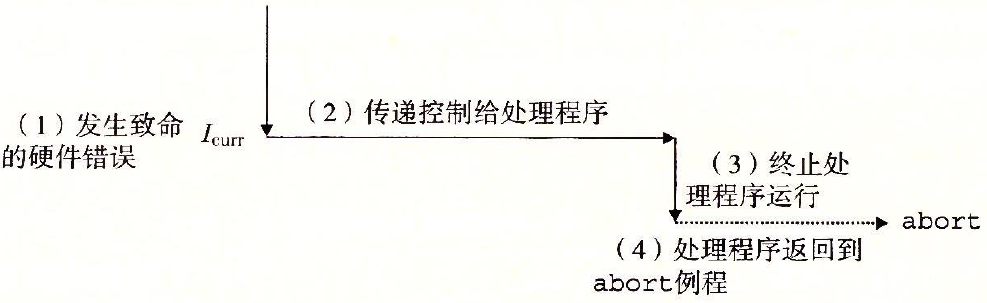 （1）发生致命
的硬件错误
Icurr
（2）传递控制给处理程序
（3）终止处
理程序运行
abort
（4）处理程序返回到
abort例程